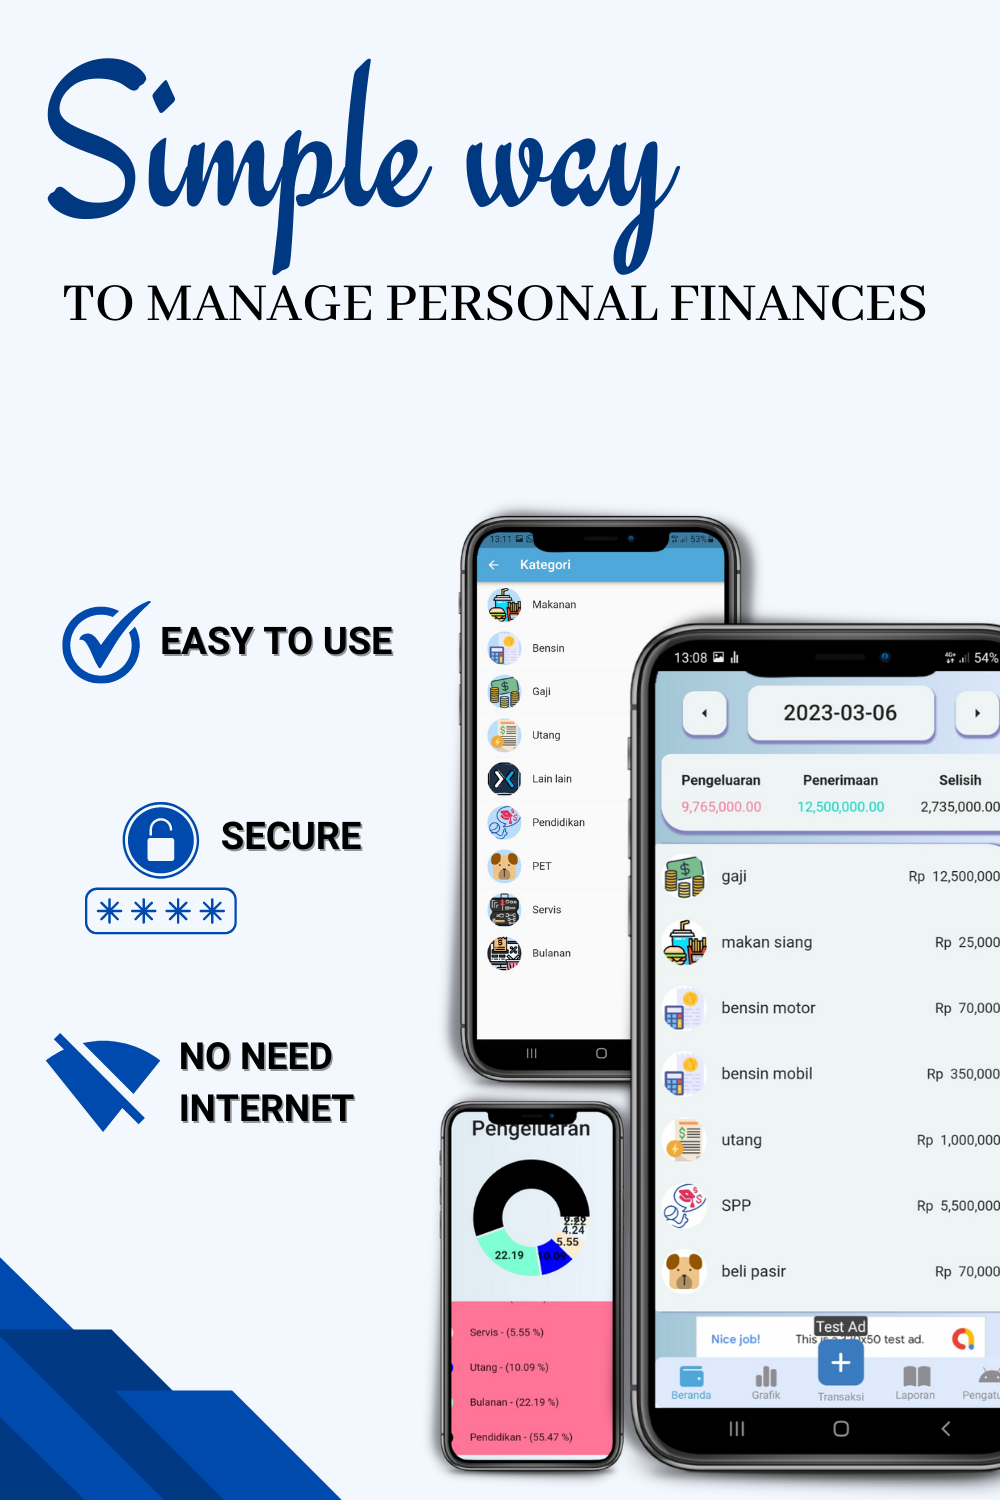 Simple way
TO MANAGE PERSONAL FINANCES
EASY TO USE
SECURE
NO NEED
INTERNET
13:11
53%
Kategori
Makanan
Bensin
Gaji
Utang
Lain lain
Pendidikan
PET
Servis
Bulanan
13:08
4G+
54%
2023-03-06
Pengeluaran Penerimaan Selisih
9,765,000.00 12,500,000.00 2,735,000.00
gaji Rp 12,500,000
makan siang Rp 25,000
bensin motor Rp 70,000
bensin mobil Rp 350,000
utang Rp 1,000,000
SPP Rp 5,500,000
beli pasir Rp 70,000
Test Ad
Nice job! This test ad.
Beranda Grafik Transaksi Laporan Pengatu
Pengeluaran
4.24
5.55
22.19 10.09
Servis - (5.55 %)
Utang - (10.09 %)
Bulanan - (22.19 %)
Pendidikan - (55.47 %)